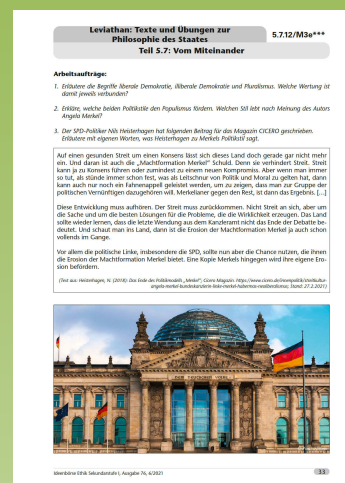 Leviathan: Texte und Übungen zur
Philosophie des Staates
5.7.12/M3e***
Teil 5.7: Vom Miteinander
Arbeitsaufträge:
1. Erläutere die Begriffe liberale Demokratie, illiberale Demokratie und Pluralismus. Welche Wertung ist
damit jeweils verbunden?
2. Erkläre, welche beiden Politikstile den Populismus fördern. Welchen Stil lebt nach Meinung des Autors
Angela Merkel?
3. Der SPD-Politiker Nils Heisterhagen hat folgenden Beitrag für das Magazin CICERO geschrieben.
Erläutere mit eigenen Worten, was Heisterhagen zu Merkels Politikstil sagt.
Auf einen gesunden Streit um einen Konsens lässt sich dieses Land doch gerade gar nicht mehr
ein. Und daran ist auch die „Machtformation Merkel“ Schuld. Denn sie verhindert Streit. Streit
kann ja zu Konsens führen oder zumindest zu einem neuen Kompromiss. Aber wenn man immer
so tut, als stünde immer schon fest, was als Leitschnur von Politik und Moral zu gelten hat, dann
kann auch nur noch ein Fahnenappell geleistet werden, um zu zeigen, dass man zur Gruppe der
politischen Vernünftigen dazugehören will. Merkelianer gegen den Rest, ist dann das Ergebnis. [...]
Diese Entwicklung muss aufhören. Der Streit muss zurückkommen. Nicht Streit an sich, aber um
die Sache und um die besten Lösungen für die Probleme, die die Wirklichkeit erzeugen. Das Land
sollte wieder lernen, dass die letzte Wendung aus dem Kanzleramt nicht das Ende der Debatte be-
deutet. Und schaut man ins Land, dann ist die Erosion der Machtformation Merkel ja auch schon
vollends im Gange.
Vor allem die politische Linke, insbesondere die SPD, sollte nun aber die Chance nutzen, die ihnen
die Erosion der Machtformation Merkel bietet. Eine Kopie Merkels hingegen wird ihre eigene Ero-
sion befördern.
(Text aus: Heisterhagen, N. (2018): Das Ende des Politikmodells „Merkel“, Cicero Magazin.
DEM DEUTSCHEN VOLKE
Ideenbörse Ethik Sekundarstufe I, Ausgabe 76, 6/2021
33